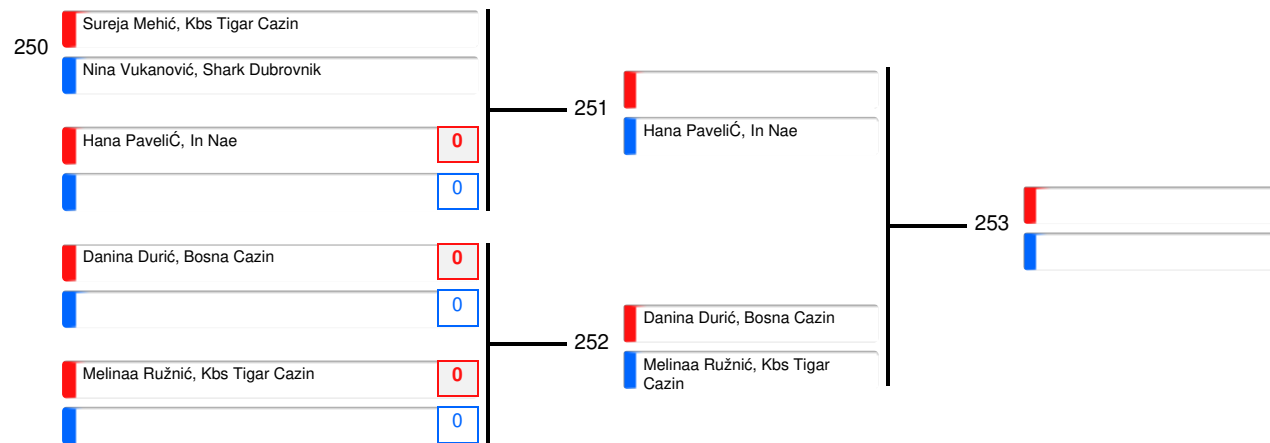 250
Sureja Mehić, Kbs Tigar Cazin
Nina Vukanović, Shark Dubrovnik
Hana PaveliĆ, In Nae
0
0
Danina Durić, Bosna Cazin
0
0
Melinaa Ružnić, Kbs Tigar Cazin
0
0
251
Hana PaveliĆ, In Nae
252
Danina Durić, Bosna Cazin
Melinaa Ružnić, Kbs Tigar
Cazin
253